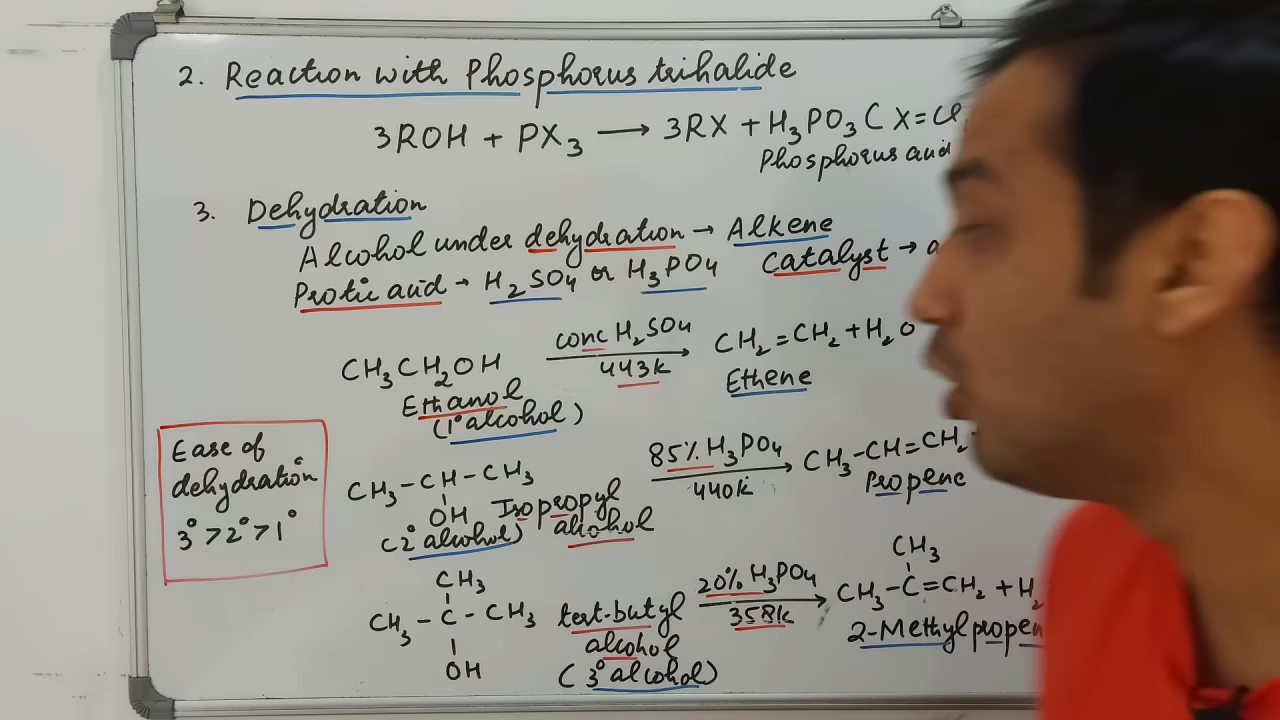 2. Reaction with Phosphorus trihalide
3ROH + PX₃ ⟶ 3RX + H₃PO₃ ( X=Cl,
Phosphorus acid
3. Dehydration
Alcohol under dehydration → Alkene
Protic acid → H₂SO₄ or H₃PO₄ Catalyst →
CH₃CH₂OH conc H₂SO₄ 443K ⟶ CH₂=CH₂ + H₂O
Ethanol Ethene
(1° alcohol)
Ease of
dehydration
3° > 2° > 1°
CH₃-CH-CH₃ 85% H₃PO₄ 440K ⟶ CH₃-CH=CH₂
OH Isopropyl Propene
(2° alcohol) alcohol
CH₃ CH₃
CH₃-C-CH₃ tert-butyl 20% H₃PO₄ 358K ⟶ CH₃-C=CH₂ + H₂
alcohol 2-Methylpropen
OH (3° alcohol)